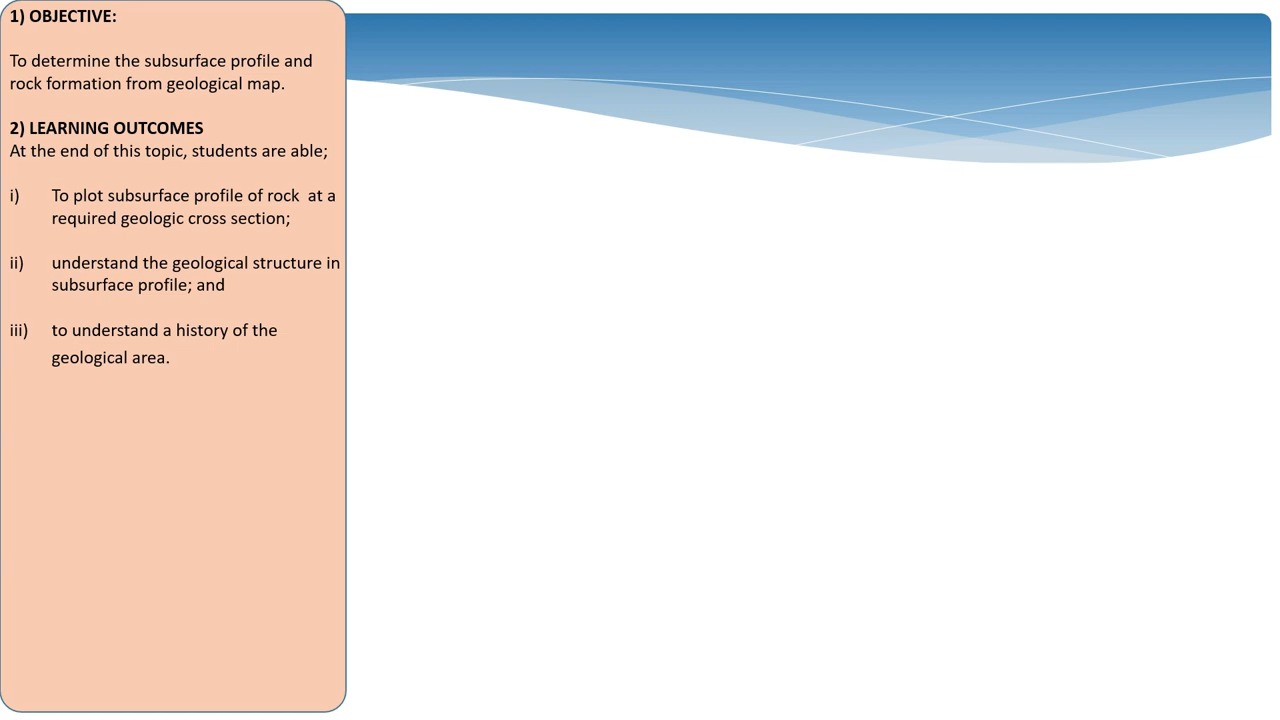 1) OBJECTIVE:
To determine the subsurface profile and
rock formation from geological map.
2) LEARNING OUTCOMES
At the end of this topic, students are able;
i) To plot subsurface profile of rock  at a
required geologic cross section;
ii) understand the geological structure in
subsurface profile; and
iii) to understand a history of the
geological area.